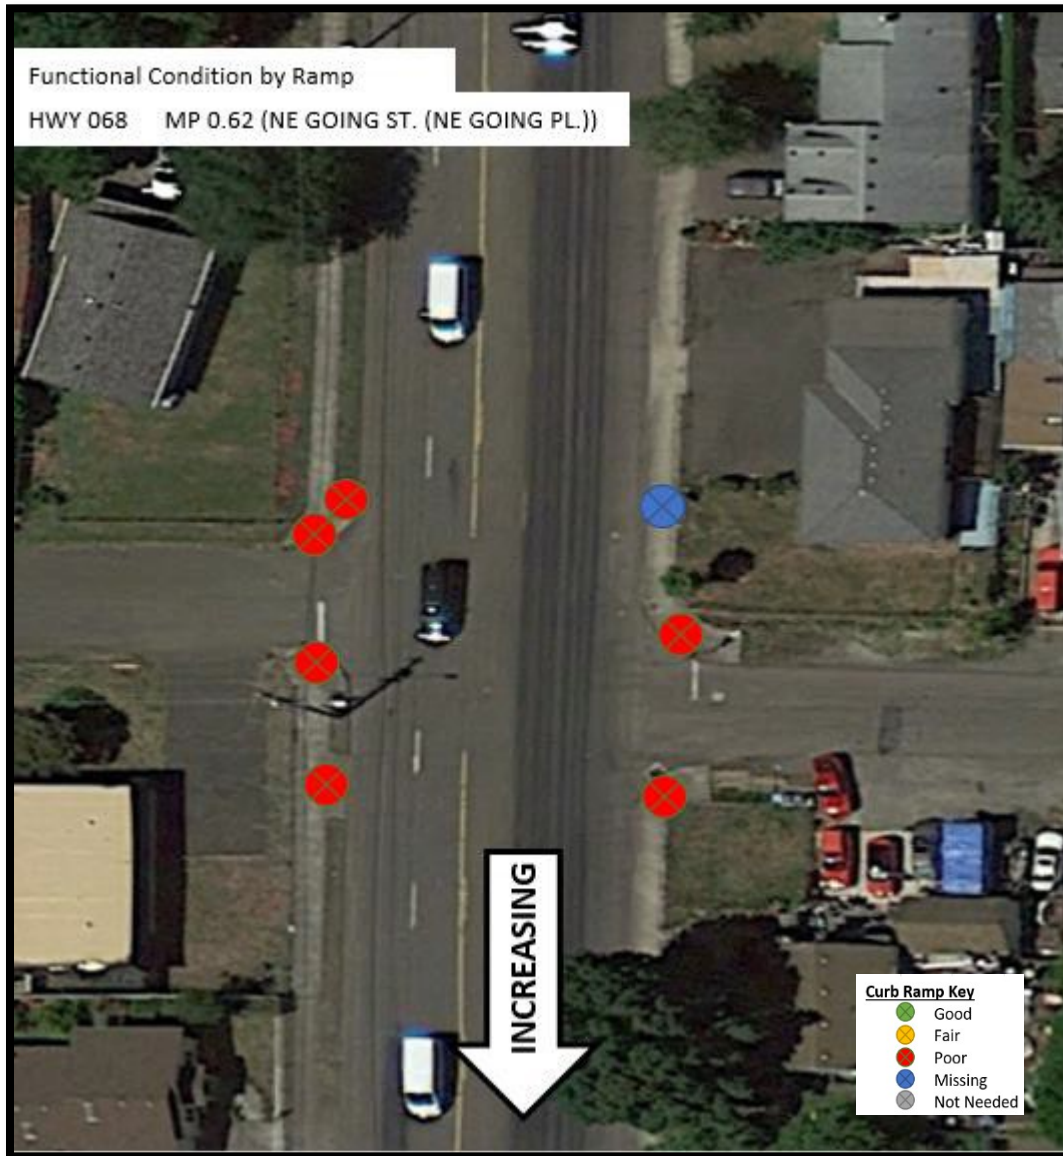 Functional Condition by Ramp
HWY 068 MP 0.62 (NE GOING ST. (NE GOING PL.))
INCREASING
Curb Ramp Key
Good
Fair
Poor
Missing
Not Needed